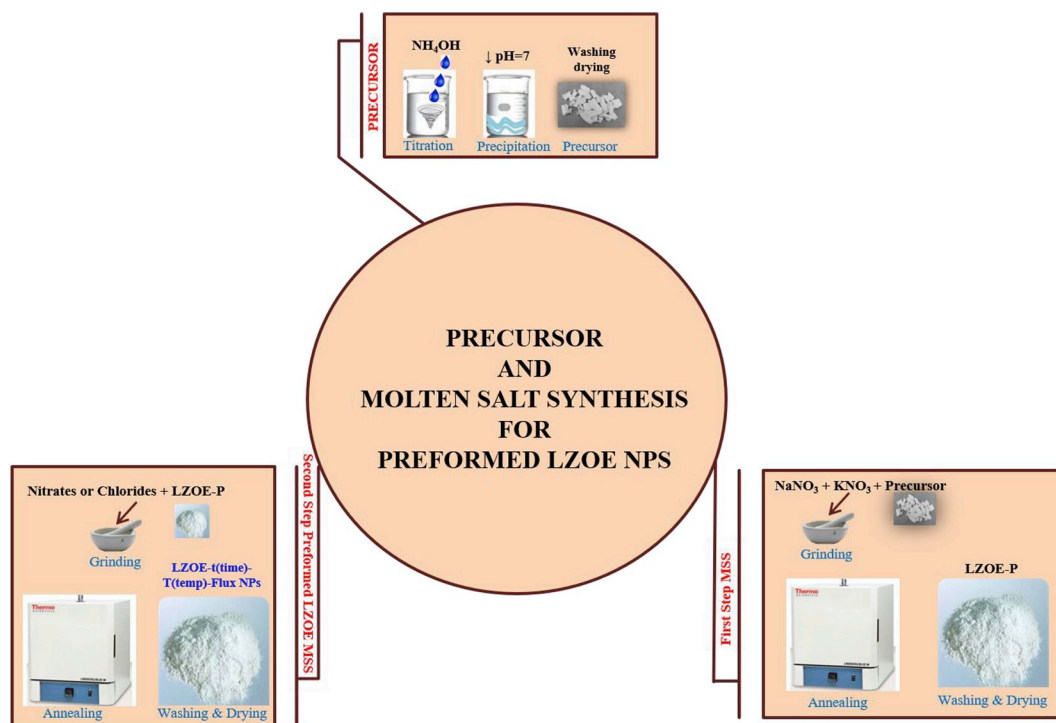 PRECURSOR
NH₄OH
↓ pH=7
Washing
drying
Titration
Precipitation
Precursor
PRECURSOR
AND
MOLTEN SALT SYNTHESIS
FOR
PREFORMED LZOE NPS
Second Step Preformed LZOE MSS
Nitrates or Chlorides + LZOE-P
Grinding
LZOE-t(time)-
T(temp)-Flux NPs
Thermo
Annealing
Washing & Drying
First Step MSS
NaNO₃ + KNO₃ + Precursor
Grinding
LZOE-P
Thermo
Annealing
Washing & Drying